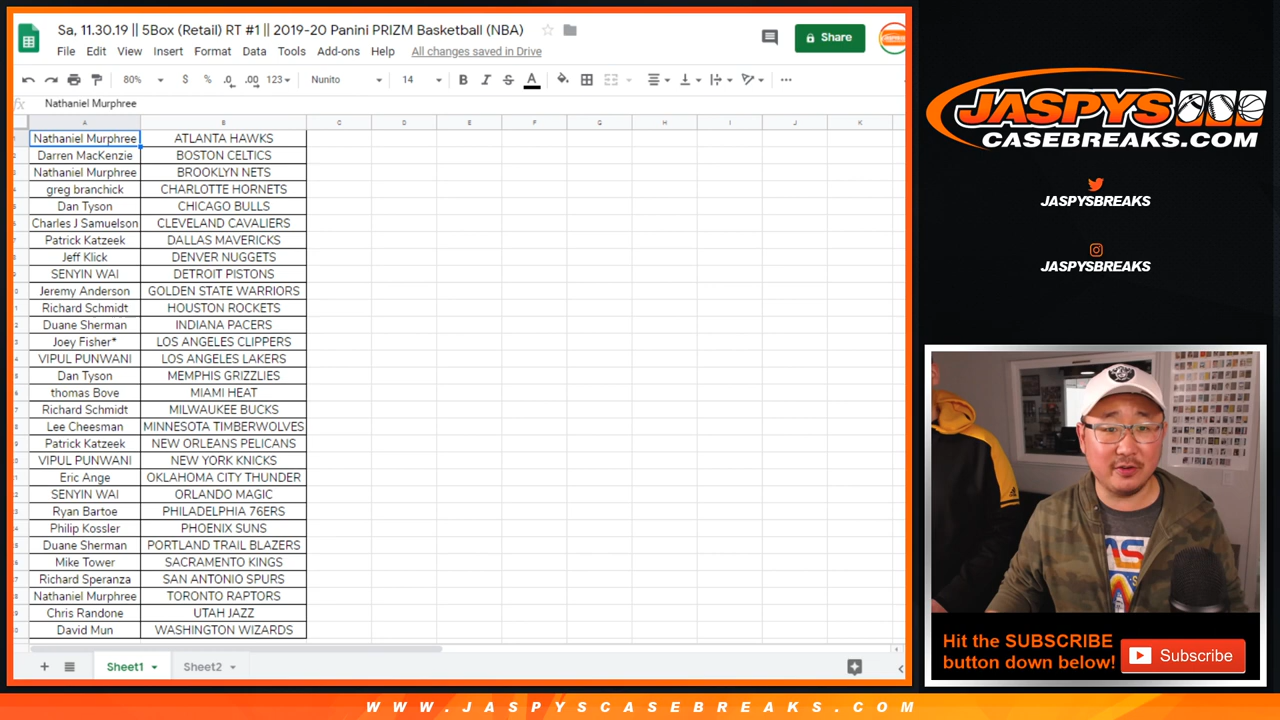 Sa, 11.30.19 || 5Box (Retail) RT #1 || 2019-20 Panini PRIZM Basketball (NBA)
File Edit View Insert Format Data Tools Add-ons Help All changes saved in Drive
Share
80% $ % .0 .00 123 Nunito 14 B I S A
fx Nathaniel Murphree
A B C D E F G H I J K
Nathaniel Murphree ATLANTA HAWKS
Darren MacKenzie BOSTON CELTICS
Nathaniel Murphree BROOKLYN NETS
greg branchick CHARLOTTE HORNETS
Dan Tyson CHICAGO BULLS
Charles J Samuelson CLEVELAND CAVALIERS
Patrick Katzeek DALLAS MAVERICKS
Jeff Klick DENVER NUGGETS
SENYIN WAI DETROIT PISTONS
Jeremy Anderson GOLDEN STATE WARRIORS
Richard Schmidt HOUSTON ROCKETS
Duane Sherman INDIANA PACERS
Joey Fisher* LOS ANGELES CLIPPERS
VIPUL PUNWANI LOS ANGELES LAKERS
Dan Tyson MEMPHIS GRIZZLIES
thomas Bove MIAMI HEAT
Richard Schmidt MILWAUKEE BUCKS
Lee Cheesman MINNESOTA TIMBERWOLVES
Patrick Katzeek NEW ORLEANS PELICANS
VIPUL PUNWANI NEW YORK KNICKS
Eric Ange OKLAHOMA CITY THUNDER
SENYIN WAI ORLANDO MAGIC
Ryan Bartoe PHILADELPHIA 76ERS
Philip Kossler PHOENIX SUNS
Duane Sherman PORTLAND TRAIL BLAZERS
Mike Tower SACRAMENTO KINGS
Richard Speranza SAN ANTONIO SPURS
Nathaniel Murphree TORONTO RAPTORS
Chris Randone UTAH JAZZ
David Mun WASHINGTON WIZARDS
Sheet1 Sheet2
JASPYS
CASEBREAKS.COM
JASPYSBREAKS
JASPYSBREAKS
Hit the SUBSCRIBE
button down below!
Subscribe
WWW.JASPYSCASEBREAKS.COM